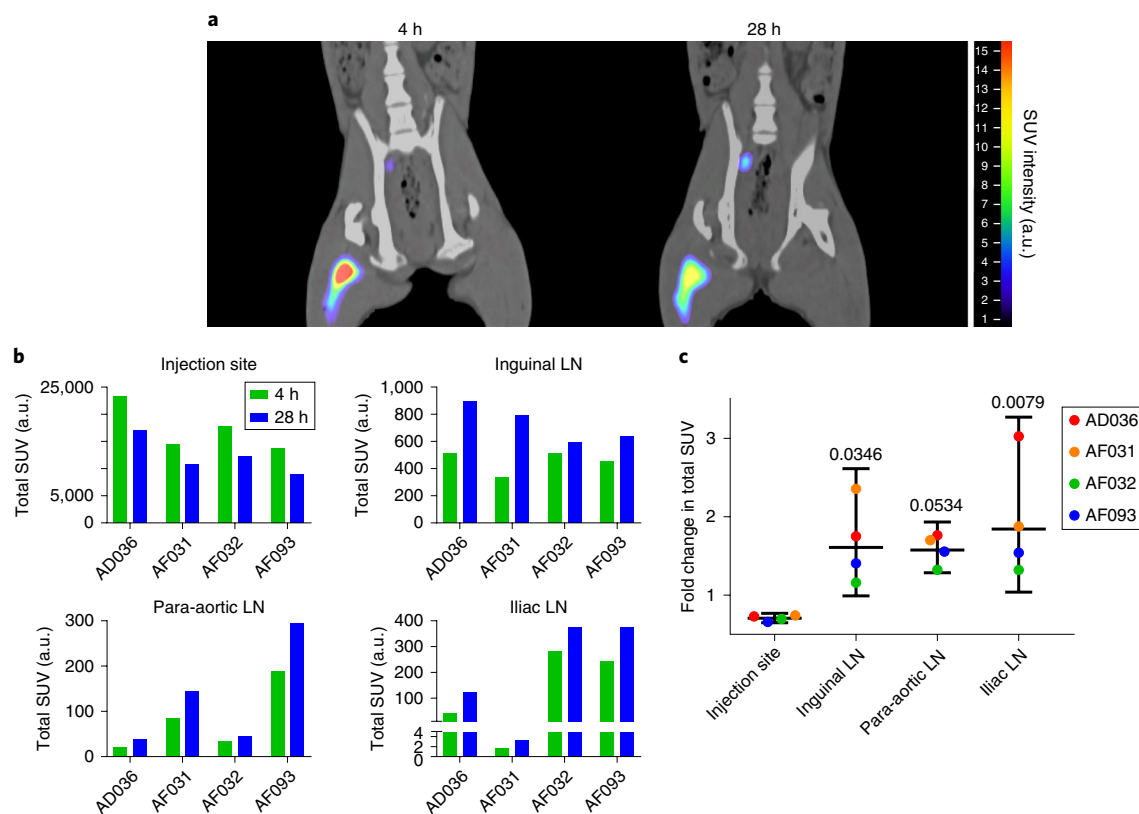 a
4 h
28 h
15
14
13
12
11
10
9
8
7
6
5
4
3
2
1
SUV intensity (a.u.)
b
Injection site
Total SUV (a.u.)
25,000
5,000
0
4 h
28 h
AD036
AF031
AF032
AF093
Inguinal LN
Total SUV (a.u.)
1,000
800
600
400
200
0
AD036
AF031
AF032
AF093
Para-aortic LN
Total SUV (a.u.)
300
200
100
0
AD036
AF031
AF032
AF093
Iliac LN
Total SUV (a.u.)
400
300
200
100
4
2
0
AD036
AF031
AF032
AF093
c
Fold change in total SUV
3
2
1
0.0346
0.0534
0.0079
Injection site
Inguinal LN
Para-aortic LN
Iliac LN
AD036
AF031
AF032
AF093